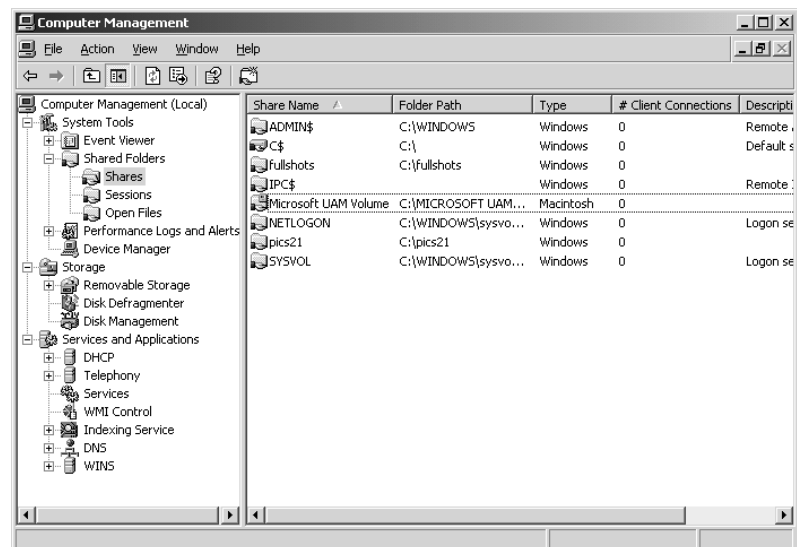 Computer Management
File Action View Window Help
Computer Management (Local)
System Tools
Event Viewer
Shared Folders
Shares
Sessions
Open Files
Performance Logs and Alerts
Device Manager
Storage
Removable Storage
Disk Defragmenter
Disk Management
Services and Applications
DHCP
Telephony
Services
WMI Control
Indexing Service
DNS
WINS
Share Name Folder Path Type # Client Connections Descripti
ADMIN$ C:\WINDOWS Windows 0 Remote
C$ C:\ Windows 0 Default s
fullshots C:\fullshots Windows 0
IPC$ Windows 0 Remote
Microsoft UAM Volume C:\MICROSOFT UAM... Macintosh 0
NETLOGON C:\WINDOWS\sysvo... Windows 0 Logon se
pics21 C:\pics21 Windows 0
SYSVOL C:\WINDOWS\sysvo... Windows 0 Logon se